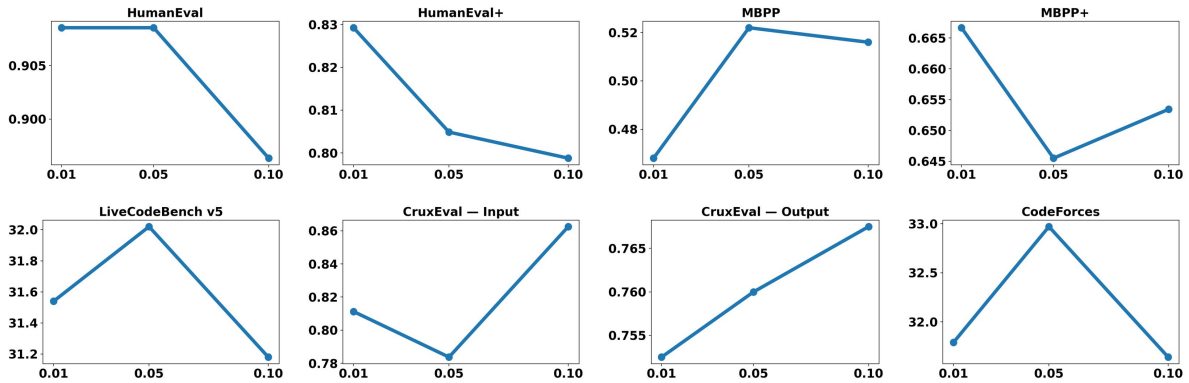 HumanEval
0.905
0.900
0.01 0.05 0.10
HumanEval+
0.83
0.82
0.81
0.80
0.01 0.05 0.10
MBPP
0.52
0.50
0.48
0.01 0.05 0.10
MBPP+
0.665
0.660
0.655
0.650
0.645
0.01 0.05 0.10
LiveCodeBench v5
32.0
31.8
31.6
31.4
31.2
0.01 0.05 0.10
CruxEval — Input
0.86
0.84
0.82
0.80
0.78
0.01 0.05 0.10
CruxEval — Output
0.765
0.760
0.755
0.01 0.05 0.10
CodeForces
33.0
32.5
32.0
0.01 0.05 0.10